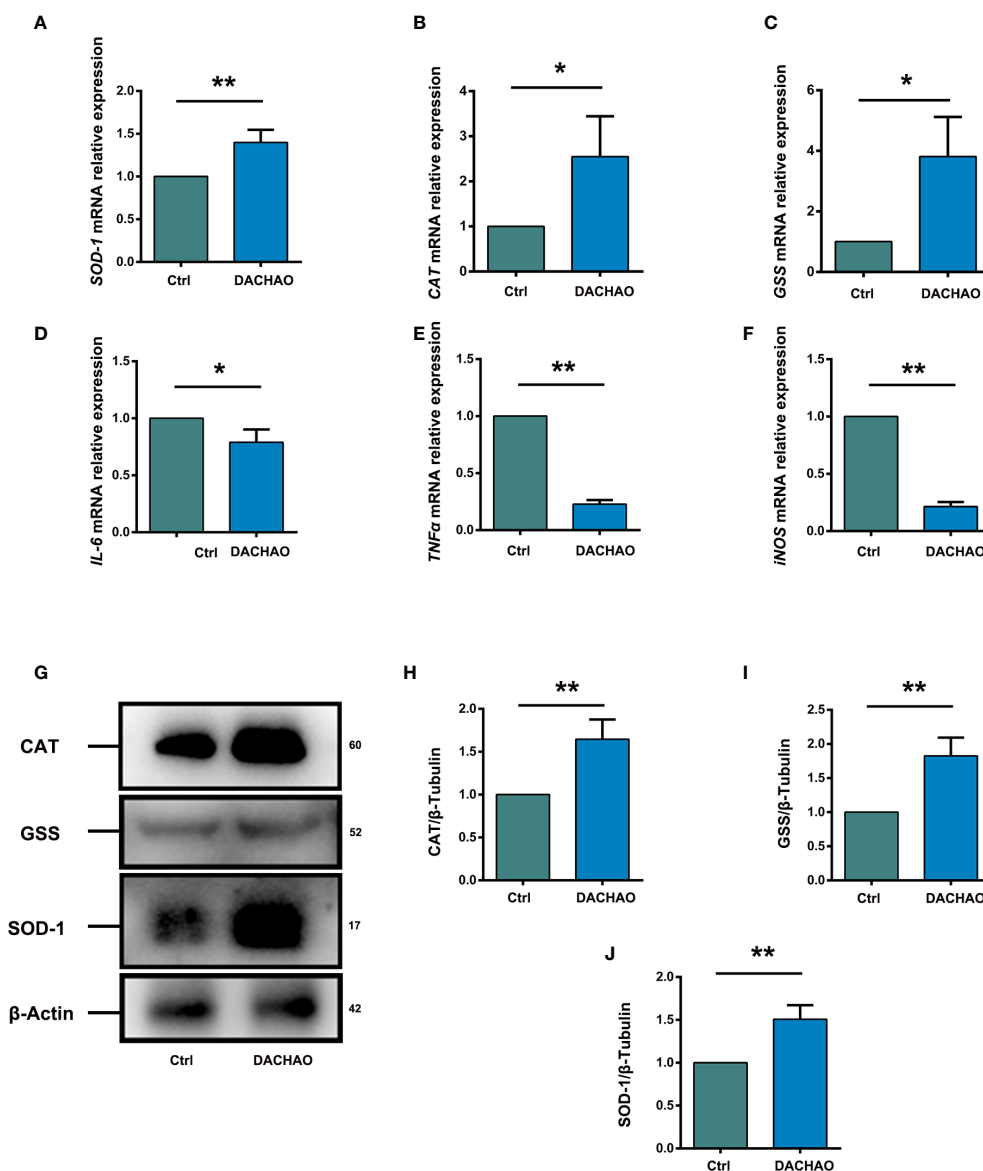 A
SOD-1 mRNA relative expression
2.0
1.5
1.0
0.5
0.0
**
Ctrl
DACHAO
B
CAT mRNA relative expression
4
3
2
1
0
*
Ctrl
DACHAO
C
GSS mRNA relative expression
6
4
2
0
*
Ctrl
DACHAO
D
IL-6 mRNA relative expression
1.5
1.0
0.5
0.0
*
Ctrl
DACHAO
E
TNFα mRNA relative expression
1.5
1.0
0.5
0.0
**
Ctrl
DACHAO
F
iNOS mRNA relative expression
1.5
1.0
0.5
0.0
**
Ctrl
DACHAO
G
CAT
60
GSS
52
SOD-1
17
β-Actin
42
Ctrl
DACHAO
H
CAT/β-Tubulin
2.0
1.5
1.0
0.5
0.0
**
Ctrl
DACHAO
I
GSS/β-Tubulin
2.5
2.0
1.5
1.0
0.5
0.0
**
Ctrl
DACHAO
J
SOD-1/β-Tubulin
2.0
1.5
1.0
0.5
0.0
**
Ctrl
DACHAO